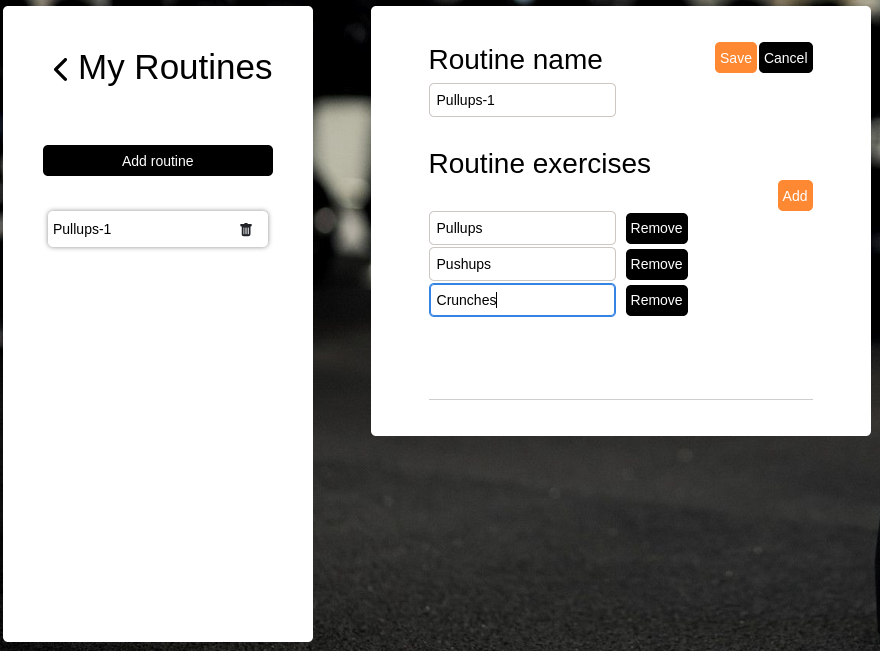 My Routines
Add routine
Pullups-1
Routine name
Save Cancel
Pullups-1
Routine exercises
Add
Pullups Remove
Pushups Remove
Crunches Remove